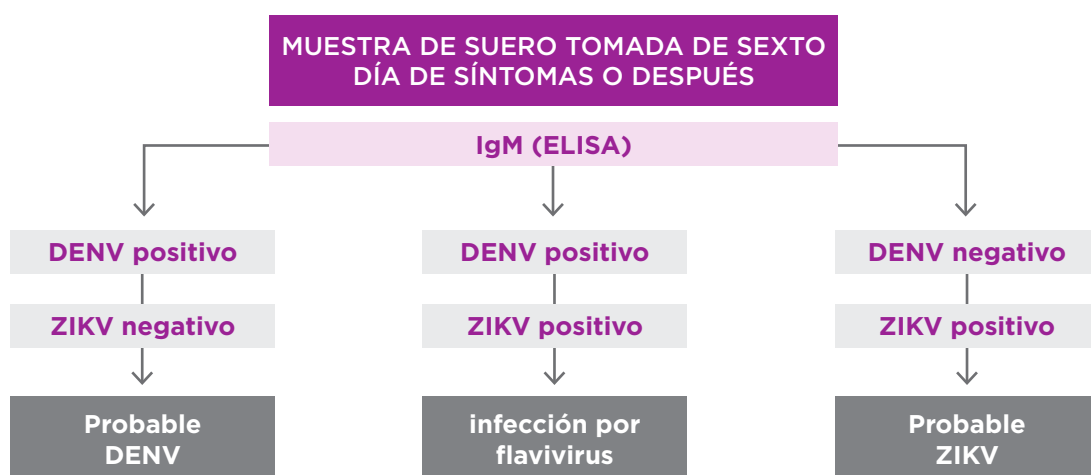 MUESTRA DE SUERO TOMADA DE SEXTO
DÍA DE SÍNTOMAS O DESPUÉS
IgM (ELISA)
DENV positivo
ZIKV negativo
Probable
DENV
DENV positivo
ZIKV positivo
infección por
flavivirus
DENV negativo
ZIKV positivo
Probable
ZIKV